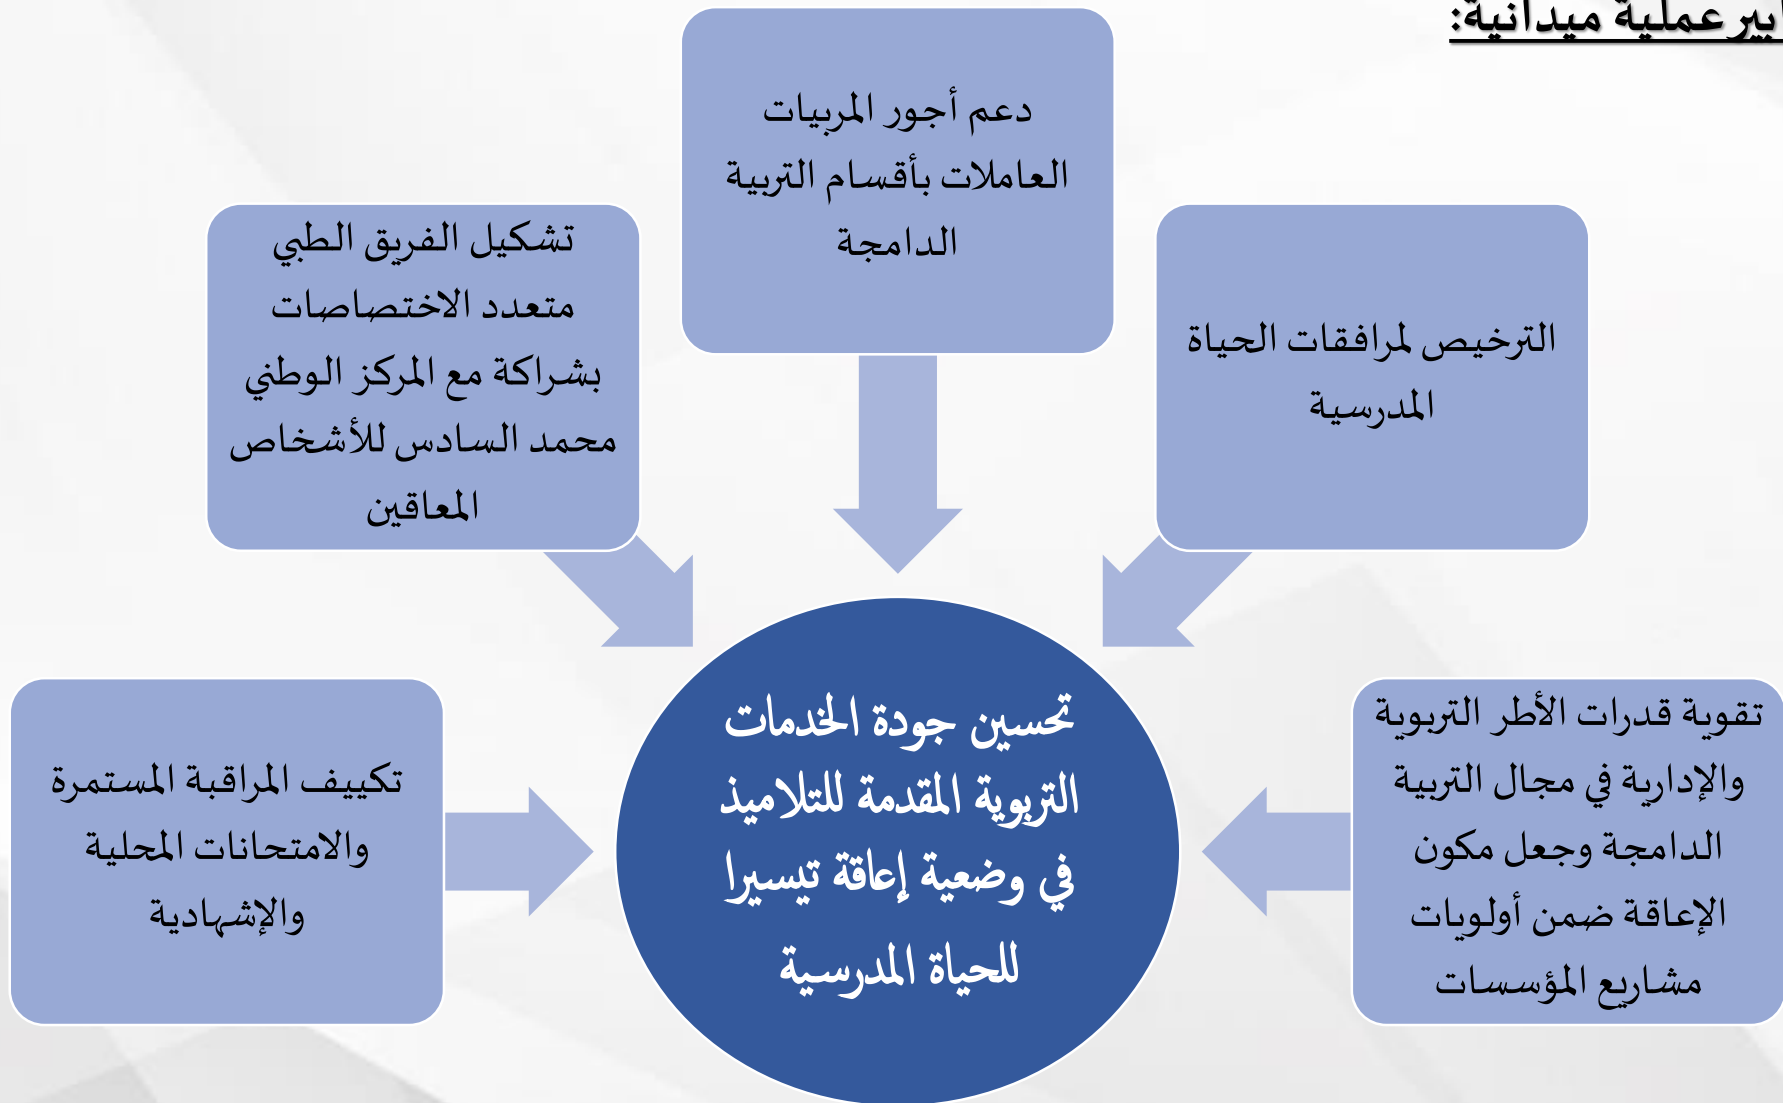 عملية ميدانية:
دعم أجور المربيات
العاملات بأقسام التربية
الدامجة
الترخيص لمرافقات الحياة
المدرسية
تشكيل الفريق الطبي
متعدد الاختصاصات
بشراكة مع المركز الوطني
محمد السادس للأشخاص
المعاقين
تقوية قدرات الأطر التربوية
والإدارية في مجال التربية
الدامجة وجعل مكون
الإعاقة ضمن أولويات
مشاريع المؤسسات
تحسين جودة الخدمات
التربوية المقدمة للتلاميذ
في وضعية إعاقة تيسيرا
للحياة المدرسية
تكييف المراقبة المستمرة
والامتحانات المحلية
والإشهادية